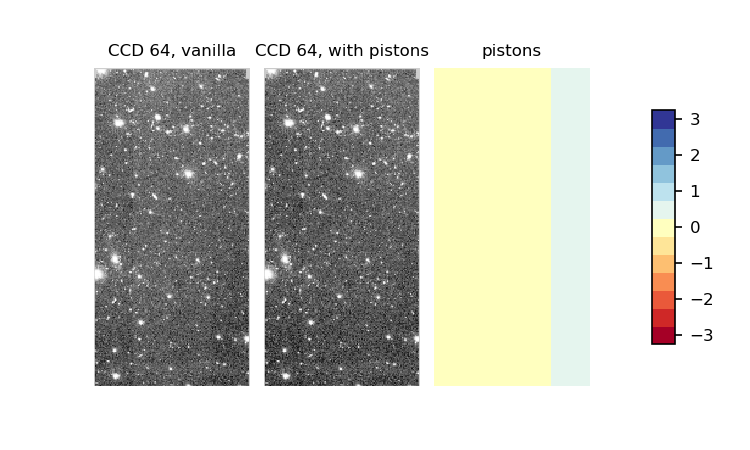 CCD 64, vanilla
CCD 64, with pistons
pistons
3
2
1
0
−1
−2
−3